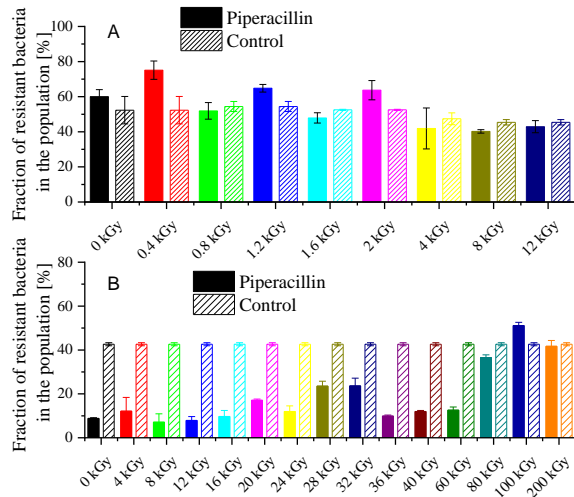 A
Piperacillin
Control
Fraction of resistant bacteria
in the population [%]
100
80
60
40
20
0
0 kGy
0.4 kGy
0.8 kGy
1.2 kGy
1.6 kGy
2 kGy
4 kGy
8 kGy
12 kGy
B
Piperacillin
Control
Fraction of resistant bacteria
in the population [%]
80
60
40
20
0
0 kGy
4 kGy
8 kGy
12 kGy
16 kGy
20 kGy
24 kGy
28 kGy
32 kGy
36 kGy
40 kGy
60 kGy
80 kGy
100 kGy
200 kGy